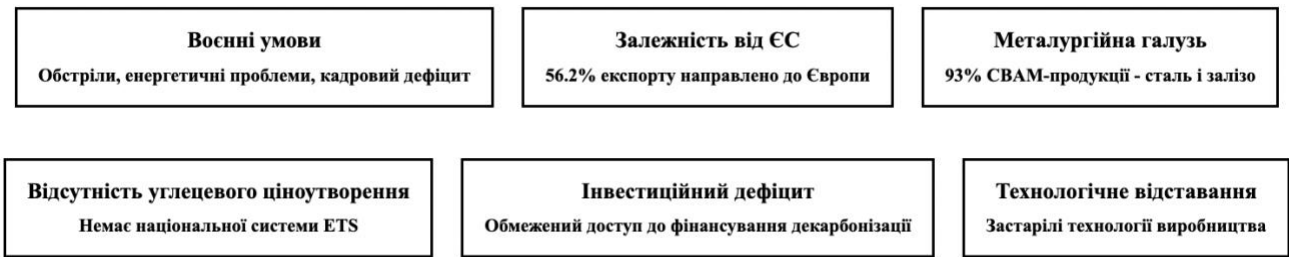 Воєнні умови
Обстріли, енергетичні проблеми, кадровий дефіцит
Залежність від ЄС
56.2% експорту направлено до Європи
Металургійна галузь
93% CBAM-продукції - сталь і залізо
Відсутність углецевого ціноутворення
Немає національної системи ETS
Інвестиційний дефіцит
Обмежений доступ до фінансування декарбонізації
Технологічне відставання
Застарілі технології виробництва